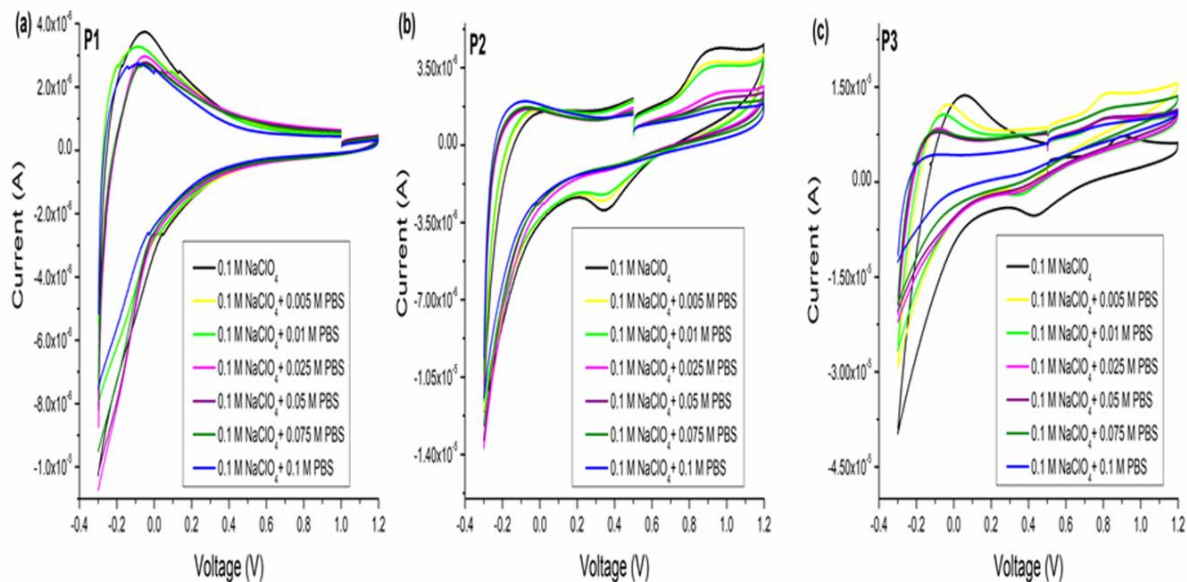 (a) P1
4.0x10⁻⁶
2.0x10⁻⁶
0.0
-2.0x10⁻⁶
-4.0x10⁻⁶
-6.0x10⁻⁶
-8.0x10⁻⁶
-1.0x10⁻⁵
Current (A)
0.1 M NaClO₄
0.1 M NaClO₄+ 0.005 M PBS
0.1 M NaClO₄+ 0.01 M PBS
0.1 M NaClO₄+ 0.025 M PBS
0.1 M NaClO₄+ 0.05 M PBS
0.1 M NaClO₄+ 0.075 M PBS
0.1 M NaClO₄+ 0.1 M PBS
-0.4 -0.2 0.0 0.2 0.4 0.6 0.8 1.0 1.2
Voltage (V)
(b) P2
3.50x10⁻⁶
0.00
-3.50x10⁻⁶
-7.00x10⁻⁶
-1.05x10⁻⁵
-1.40x10⁻⁵
Current (A)
0.1 M NaClO₄
0.1 M NaClO₄+ 0.005 M PBS
0.1 M NaClO₄+ 0.01 M PBS
0.1 M NaClO₄+ 0.025 M PBS
0.1 M NaClO₄+ 0.05 M PBS
0.1 M NaClO₄+ 0.075 M PBS
0.1 M NaClO₄+ 0.1 M PBS
-0.4 -0.2 0.0 0.2 0.4 0.6 0.8 1.0 1.2
Voltage (V)
(c) P3
1.50x10⁻⁵
0.00
-1.50x10⁻⁵
-3.00x10⁻⁵
-4.50x10⁻⁵
Current (A)
0.1 M NaClO₄
0.1 M NaClO₄+ 0.005 M PBS
0.1 M NaClO₄+ 0.01 M PBS
0.1 M NaClO₄+ 0.025 M PBS
0.1 M NaClO₄+ 0.05 M PBS
0.1 M NaClO₄+ 0.075 M PBS
0.1 M NaClO₄+ 0.1 M PBS
-0.4 -0.2 0.0 0.2 0.4 0.6 0.8 1.0 1.2
Voltage (V)